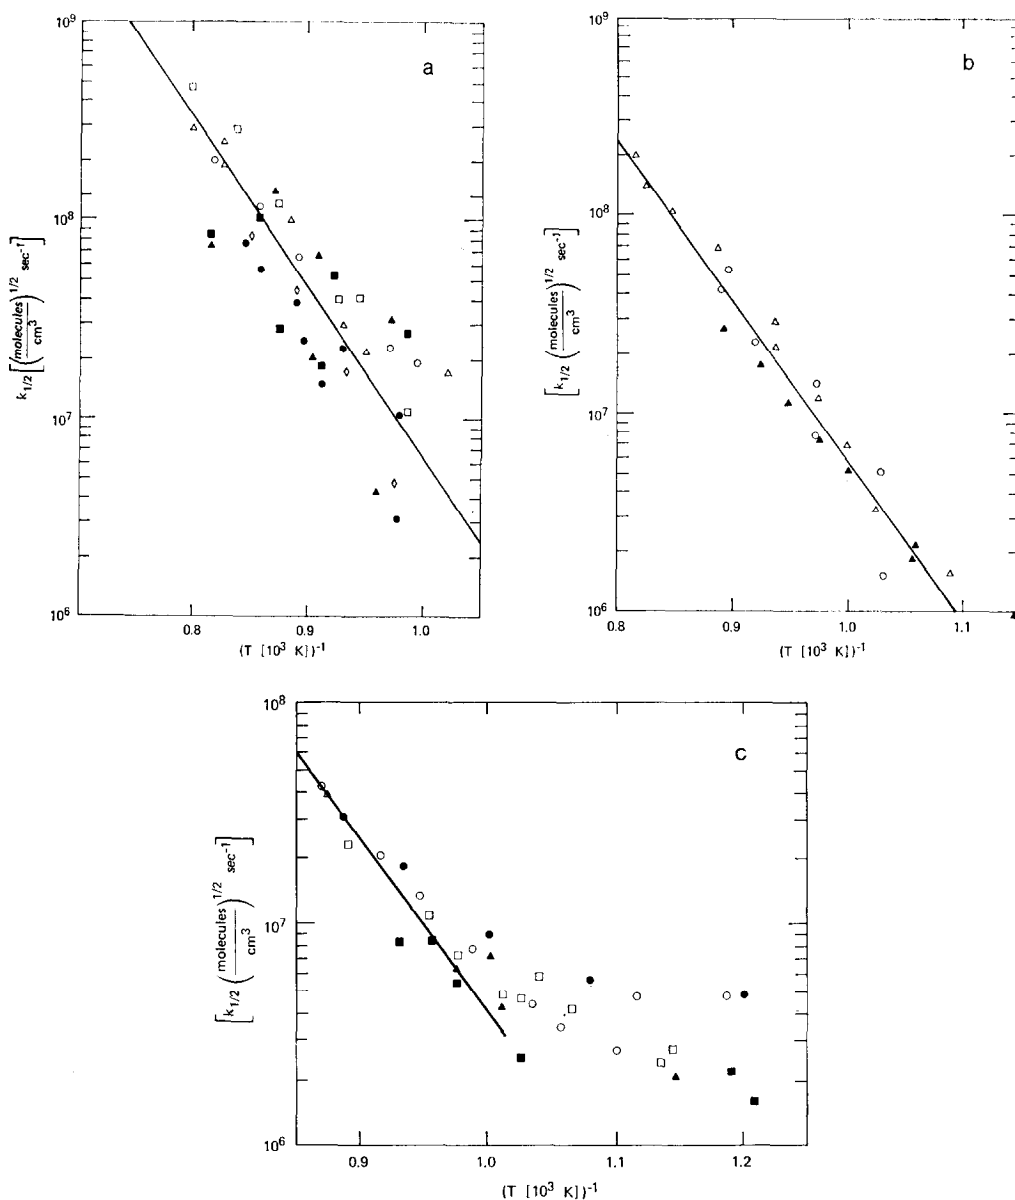 a
10⁹
10⁸
10⁷
10⁶
k₁/₂ [(molecules/cm³)¹/² sec⁻¹]
0.8 0.9 1.0
(T [10³ K])⁻¹
b
10⁹
10⁸
10⁷
10⁶
[k₁/₂ (molecules/cm³)¹/² sec⁻¹]
0.8 0.9 1.0 1.1
(T [10³ K])⁻¹
c
10⁸
10⁷
10⁶
[k₁/₂ (molecules/cm³)¹/² sec⁻¹]
0.9 1.0 1.1 1.2
(T [10³ K])⁻¹